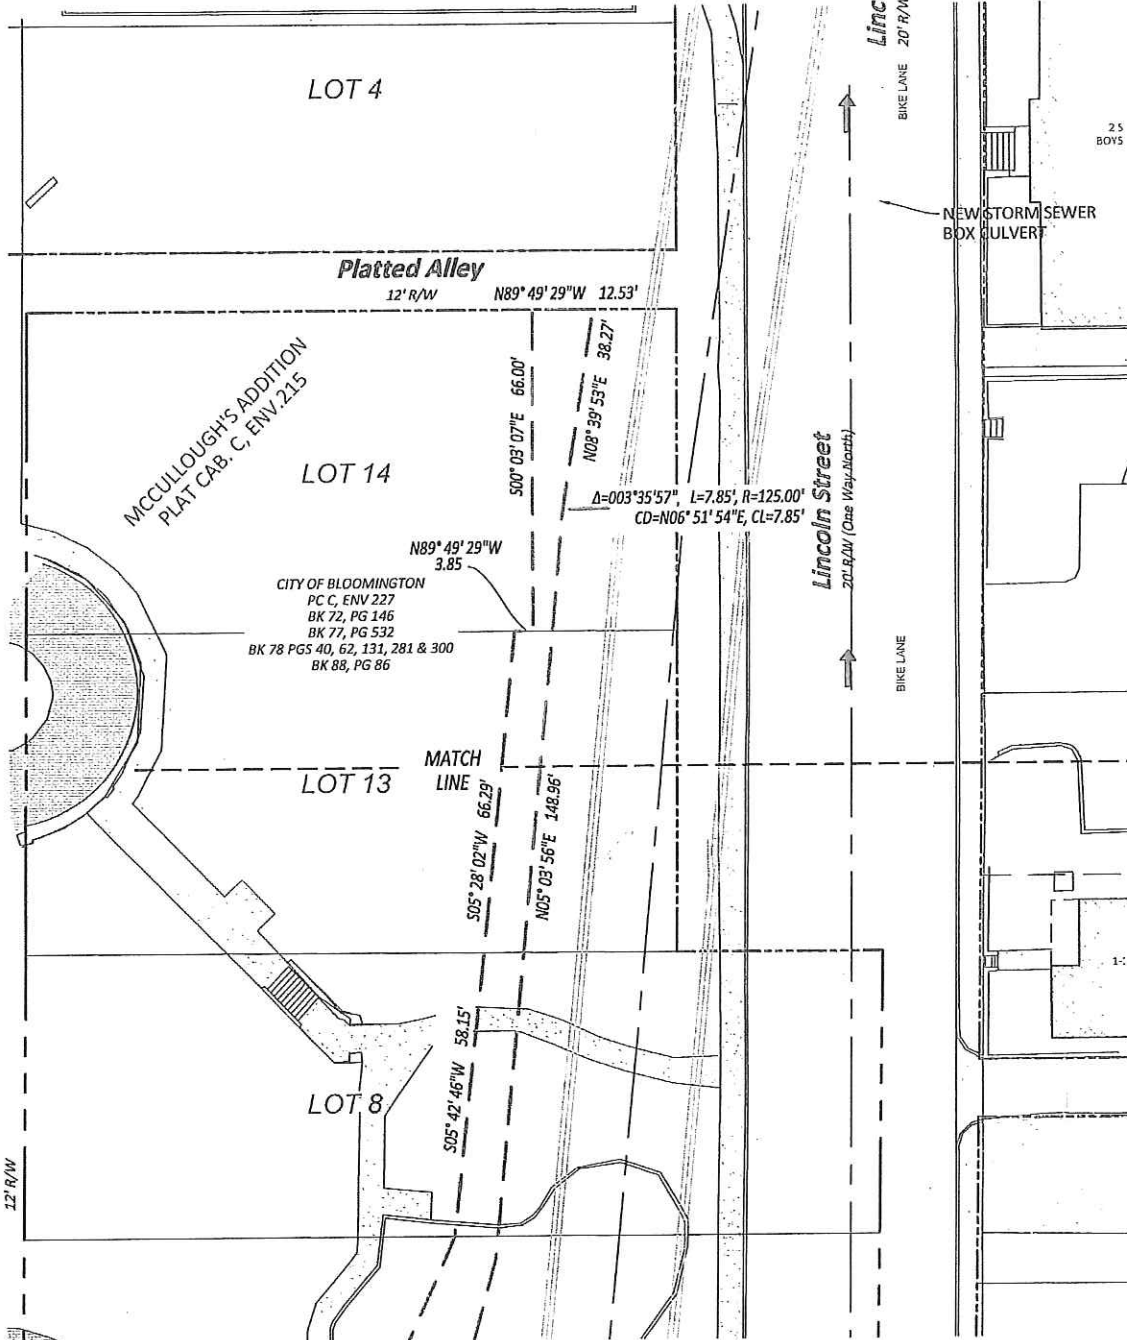 LOT 4
Linc
20' R/W
BIKE LANE
25
BOYS
NEW STORM SEWER
BOX CULVERT
Platted Alley
12' R/W
N89° 49' 29"W 12.53'
MCCULLOUGH'S ADDITION
PLAT CAB. C, ENV.215
S00° 03' 07"E 66.00'
N08° 39' 53"E 38.27'
LOT 14
Δ=003°35'57", L=7.85', R=125.00'
CD=N06° 51' 54"E, CL=7.85'
Lincoln Street
20' R/W (One Way North)
N89° 49' 29"W
3.85
CITY OF BLOOMINGTON
PC C, ENV 227
BK 72, PG 146
BK 77, PG 532
BK 78 PGS 40, 62, 131, 281 & 300
BK 88, PG 86
BIKE LANE
MATCH
LINE
LOT 13
S05° 28' 02"W 66.29'
N05° 03' 56"E 148.96'
1-
S05° 42' 46"W 58.15'
LOT 8
12' R/W